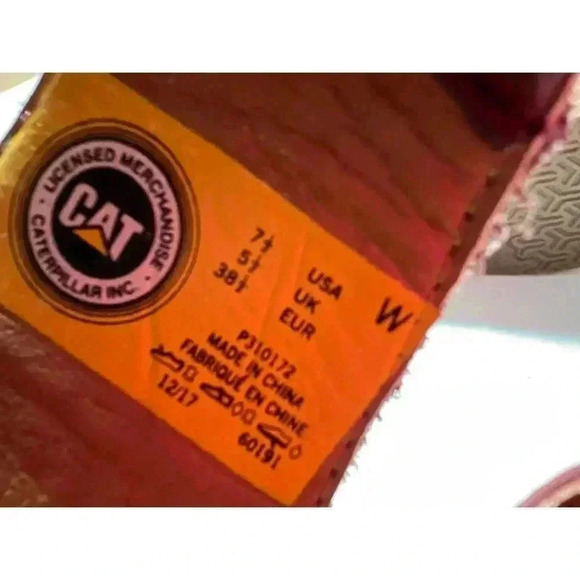 LICENSED MERCHANDISE
CAT
CATERPILLAR INC.
7½ USA W
5½ UK
38½ EUR
P310172
MADE IN CHINA
FABRIQUÉ EN CHINE
12/17
60191